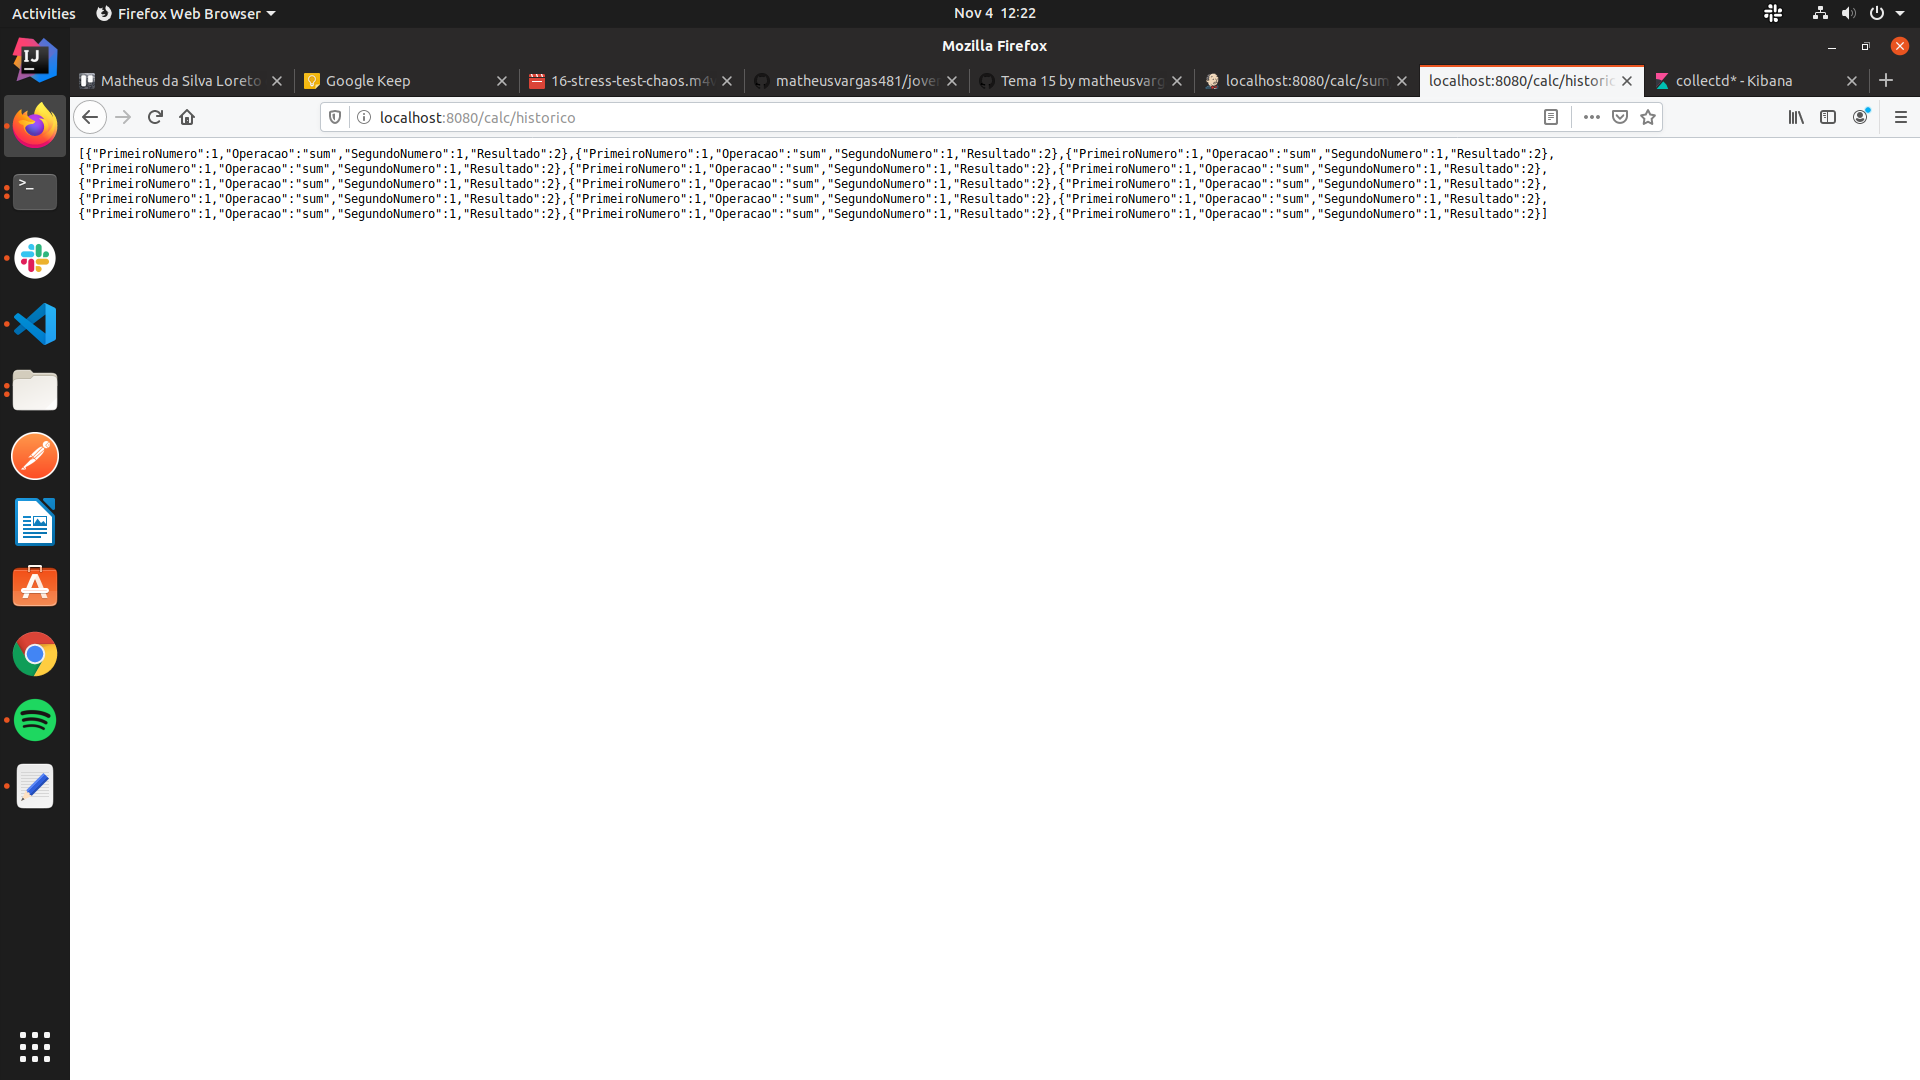 Activities
Firefox Web Browser
Nov 4 12:22
Mozilla Firefox
Matheus da Silva Loreto
Google Keep
16-stress-test-chaos.m4v
matheusvargas481/jove
Tema 15 by matheusvarg
localhost:8080/calc/sum
localhost:8080/calc/historic
collectd* - Kibana
localhost:8080/calc/historico
[{"PrimeiroNumero":1,"Operacao":"sum","SegundoNumero":1,"Resultado":2},{"PrimeiroNumero":1,"Operacao":"sum","SegundoNumero":1,"Resultado":2},{"PrimeiroNumero":1,"Operacao":"sum","SegundoNumero":1,"Resultado":2},
{"PrimeiroNumero":1,"Operacao":"sum","SegundoNumero":1,"Resultado":2},{"PrimeiroNumero":1,"Operacao":"sum","SegundoNumero":1,"Resultado":2},{"PrimeiroNumero":1,"Operacao":"sum","SegundoNumero":1,"Resultado":2},
{"PrimeiroNumero":1,"Operacao":"sum","SegundoNumero":1,"Resultado":2},{"PrimeiroNumero":1,"Operacao":"sum","SegundoNumero":1,"Resultado":2},{"PrimeiroNumero":1,"Operacao":"sum","SegundoNumero":1,"Resultado":2},
{"PrimeiroNumero":1,"Operacao":"sum","SegundoNumero":1,"Resultado":2},{"PrimeiroNumero":1,"Operacao":"sum","SegundoNumero":1,"Resultado":2},{"PrimeiroNumero":1,"Operacao":"sum","SegundoNumero":1,"Resultado":2},
{"PrimeiroNumero":1,"Operacao":"sum","SegundoNumero":1,"Resultado":2},{"PrimeiroNumero":1,"Operacao":"sum","SegundoNumero":1,"Resultado":2},{"PrimeiroNumero":1,"Operacao":"sum","SegundoNumero":1,"Resultado":2}]
IJ
>_